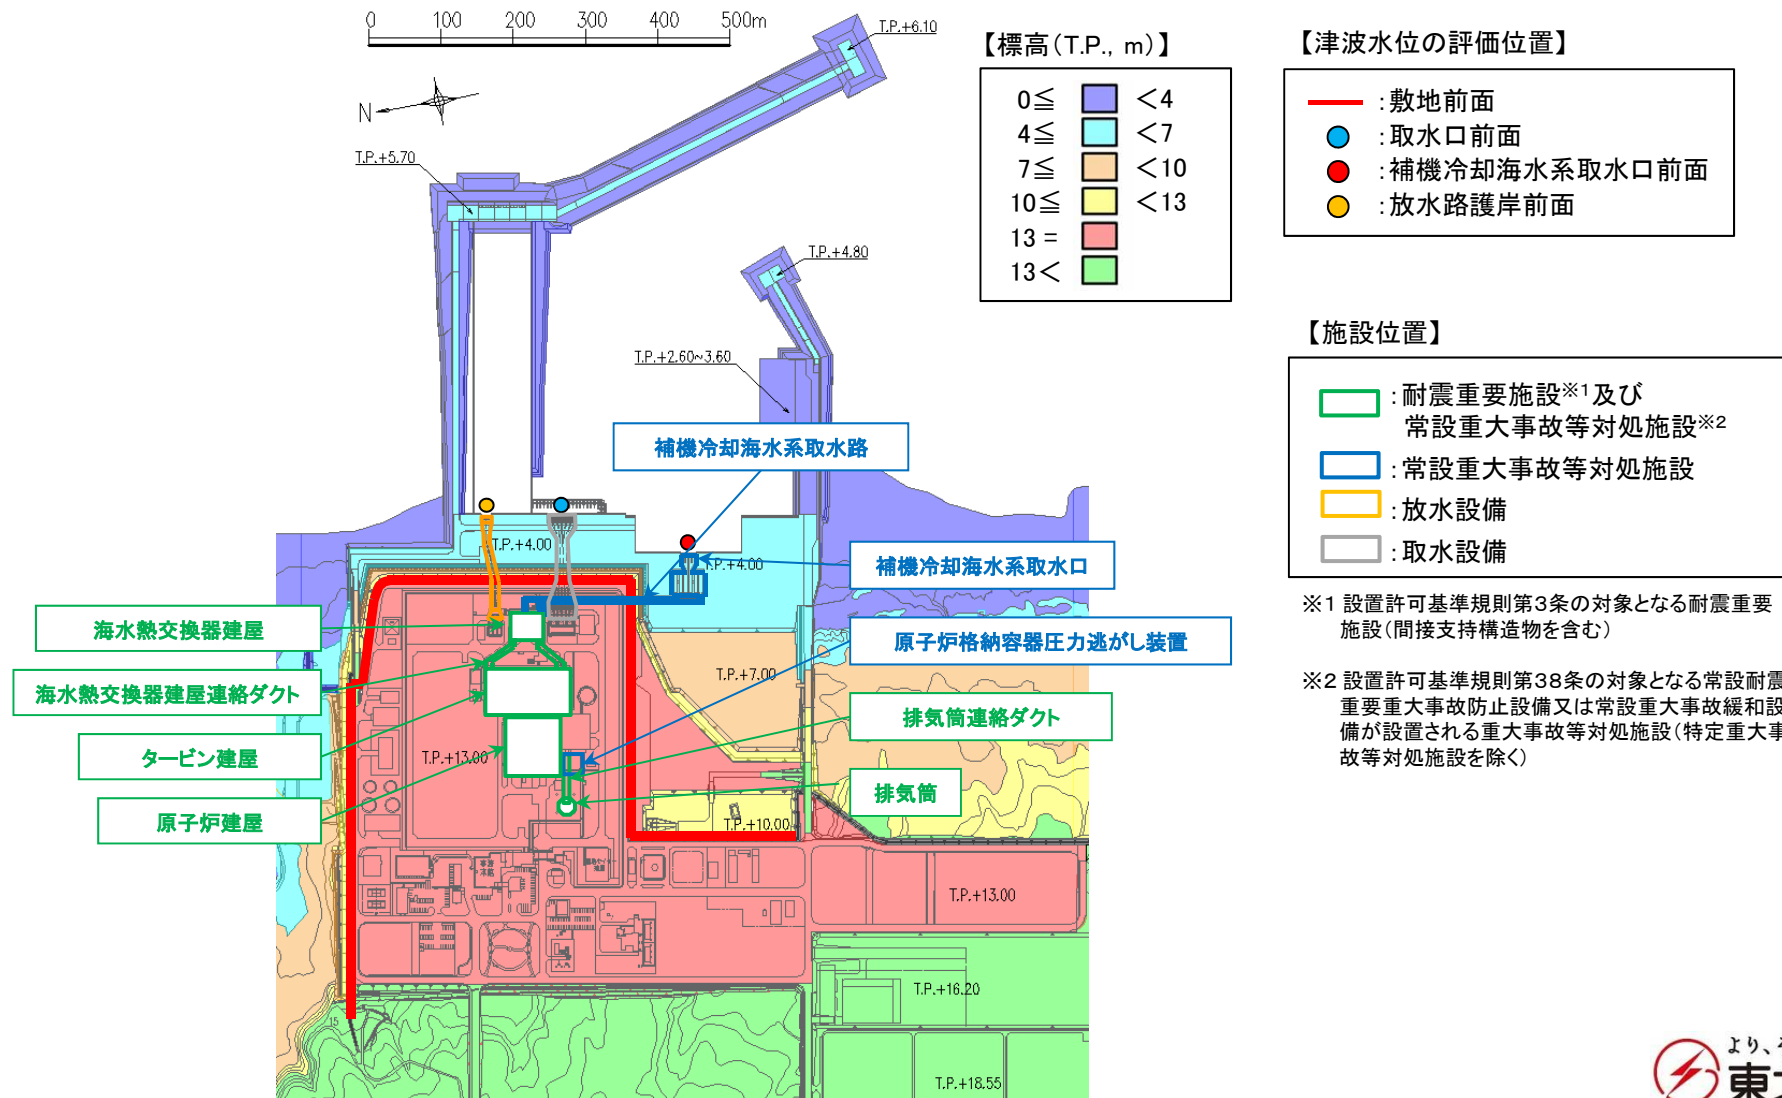 0 100 200 300 400 500m
N
T.P.+6.10
T.P.+5.70
T.P.+4.80
T.P.+2.60~3.60
【標高(T.P., m)】
0≦ <4
4≦ <7
7≦ <10
10≦ <13
13 =
13<
【津波水位の評価位置】
:敷地前面
:取水口前面
:補機冷却海水系取水口前面
:放水路護岸前面
【施設位置】
:耐震重要施設※1及び
常設重大事故等対処施設※2
:常設重大事故等対処施設
:放水設備
:取水設備
※1 設置許可基準規則第3条の対象となる耐震重要
施設(間接支持構造物を含む)
※2 設置許可基準規則第38条の対象となる常設耐震
重要重大事故防止設備又は常設重大事故緩和設
備が設置される重大事故等対処施設(特定重大事
故等対処施設を除く)
補機冷却海水系取水路
T.P.+4.00
T.P.+4.00
補機冷却海水系取水口
海水熱交換器建屋
原子炉格納容器圧力逃がし装置
海水熱交換器建屋連絡ダクト
T.P.+7.00
排気筒連絡ダクト
タービン建屋
T.P.+13.00
排気筒
原子炉建屋
T.P.+10.00
T.P.+13.00
T.P.+16.20
15
T.P.+18.55
より、そ
東